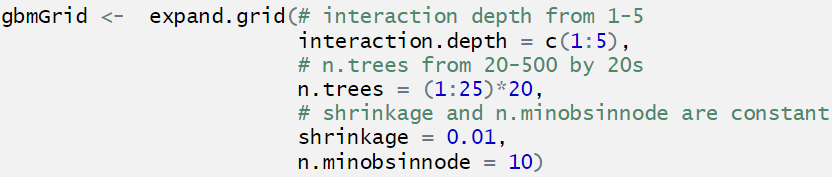 gbmGrid <-  expand.grid(# interaction depth from 1-5
                        interaction.depth = c(1:5),
                        # n.trees from 20-500 by 20s
                        n.trees = (1:25)*20,
                        # shrinkage and n.minobsinnode are constant
                        shrinkage = 0.01,
                        n.minobsinnode = 10)